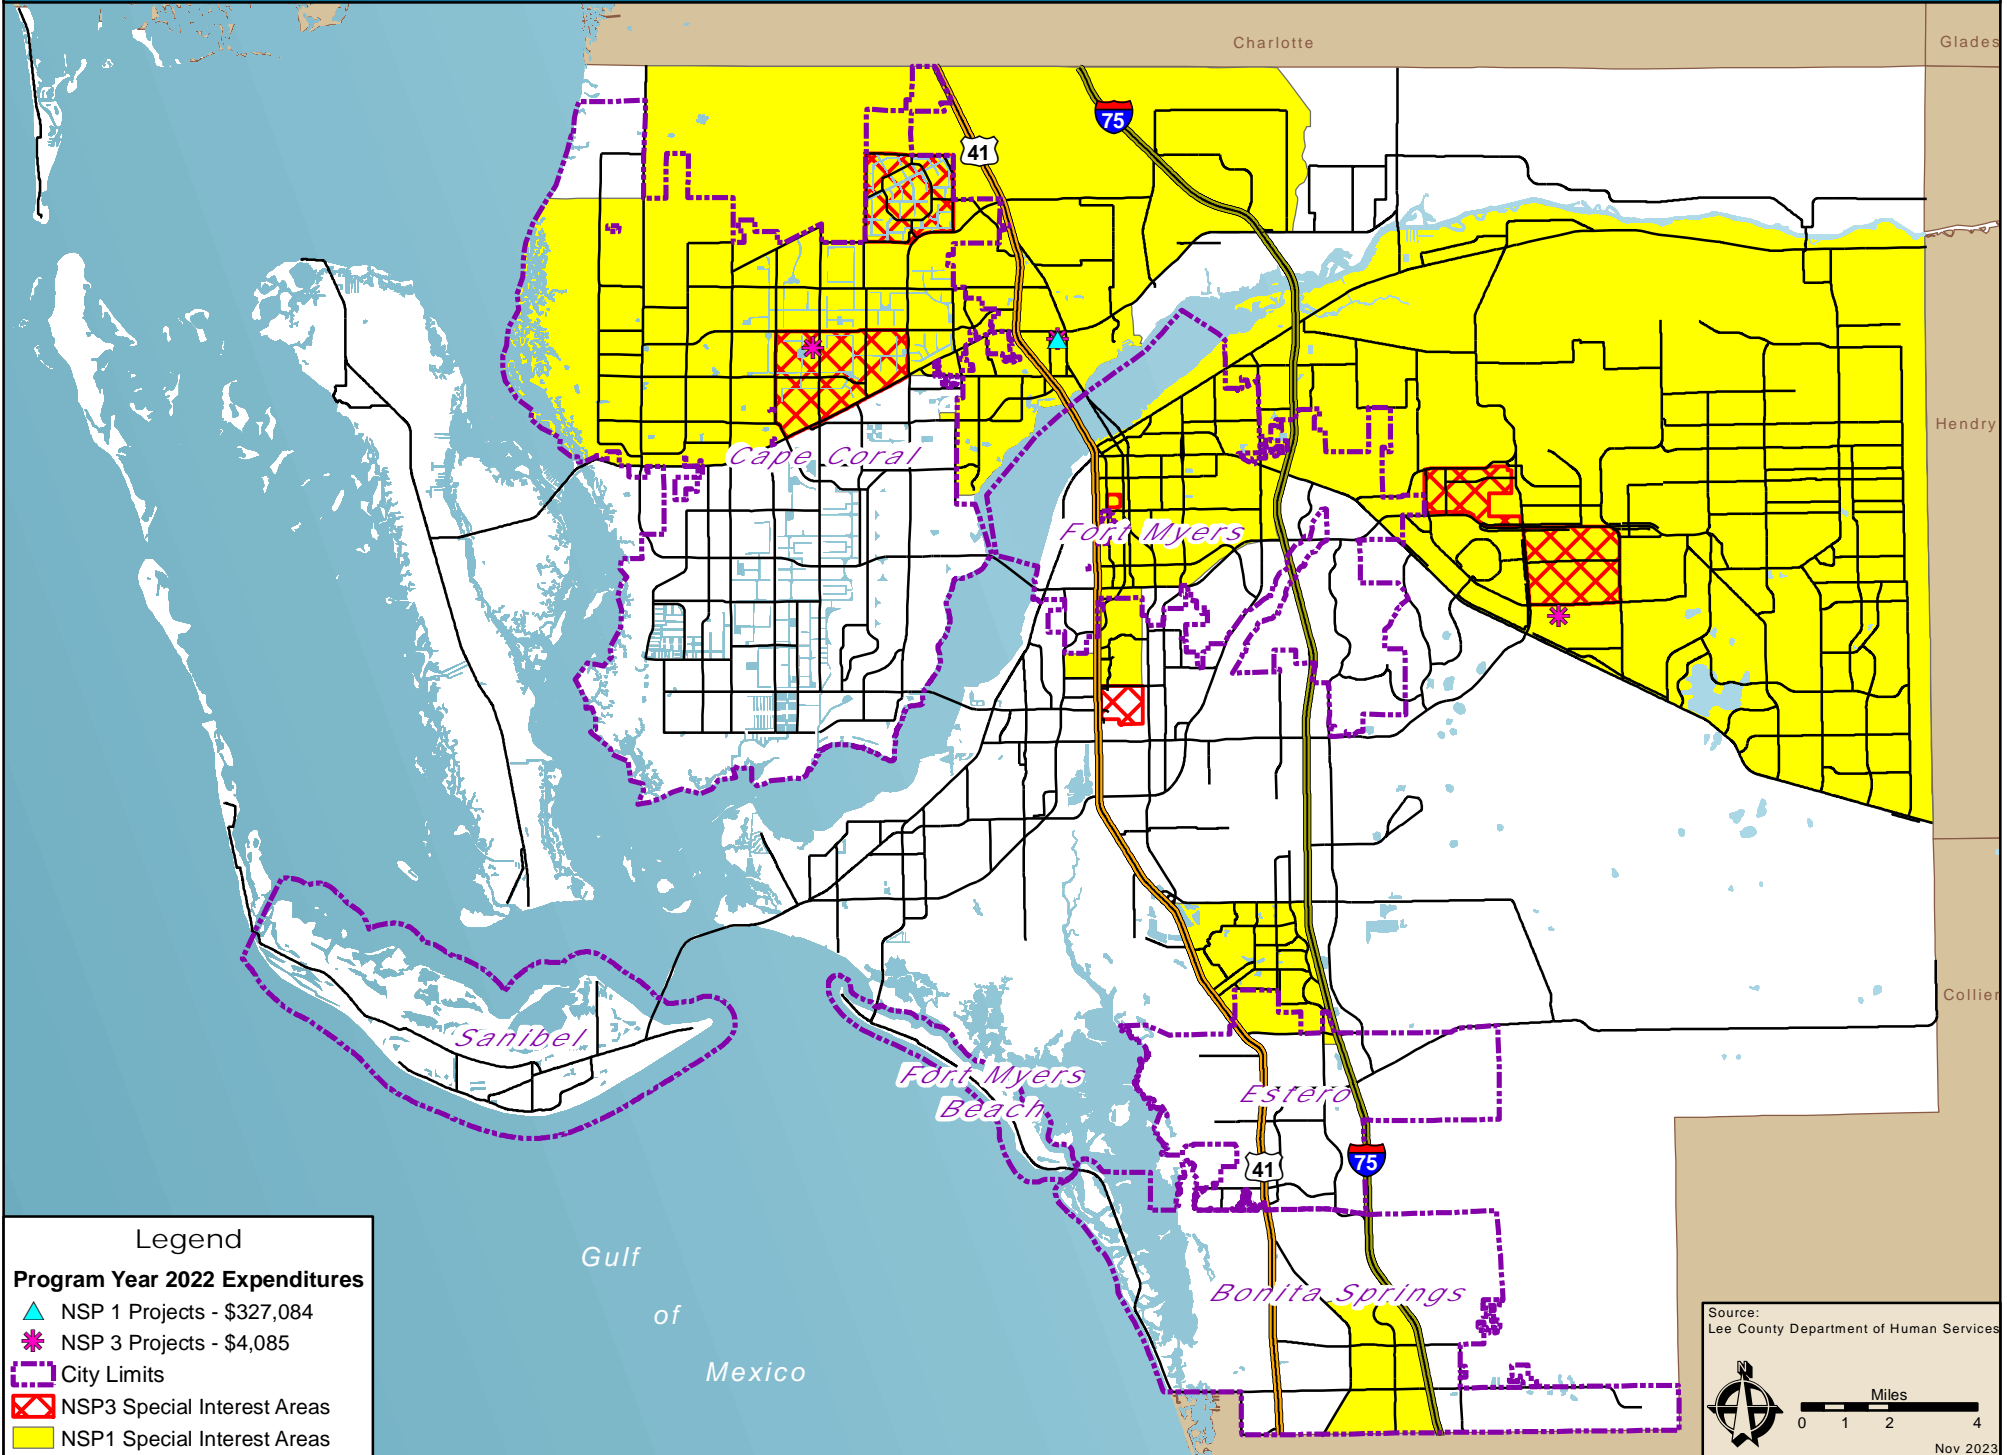 Charlotte
Glades
75
41
Hendry
Cape Coral
Fort Myers
Collier
Sanibel
Fort Myers
Beach
Estero
41
75
Bonita Springs
Gulf
of
Mexico
Legend
Program Year 2022 Expenditures
NSP 1 Projects - $327,084
NSP 3 Projects - $4,085
City Limits
NSP3 Special Interest Areas
NSP1 Special Interest Areas
Source:
Lee County Department of Human Services
N
Miles
0 1 2 4
Nov 2023